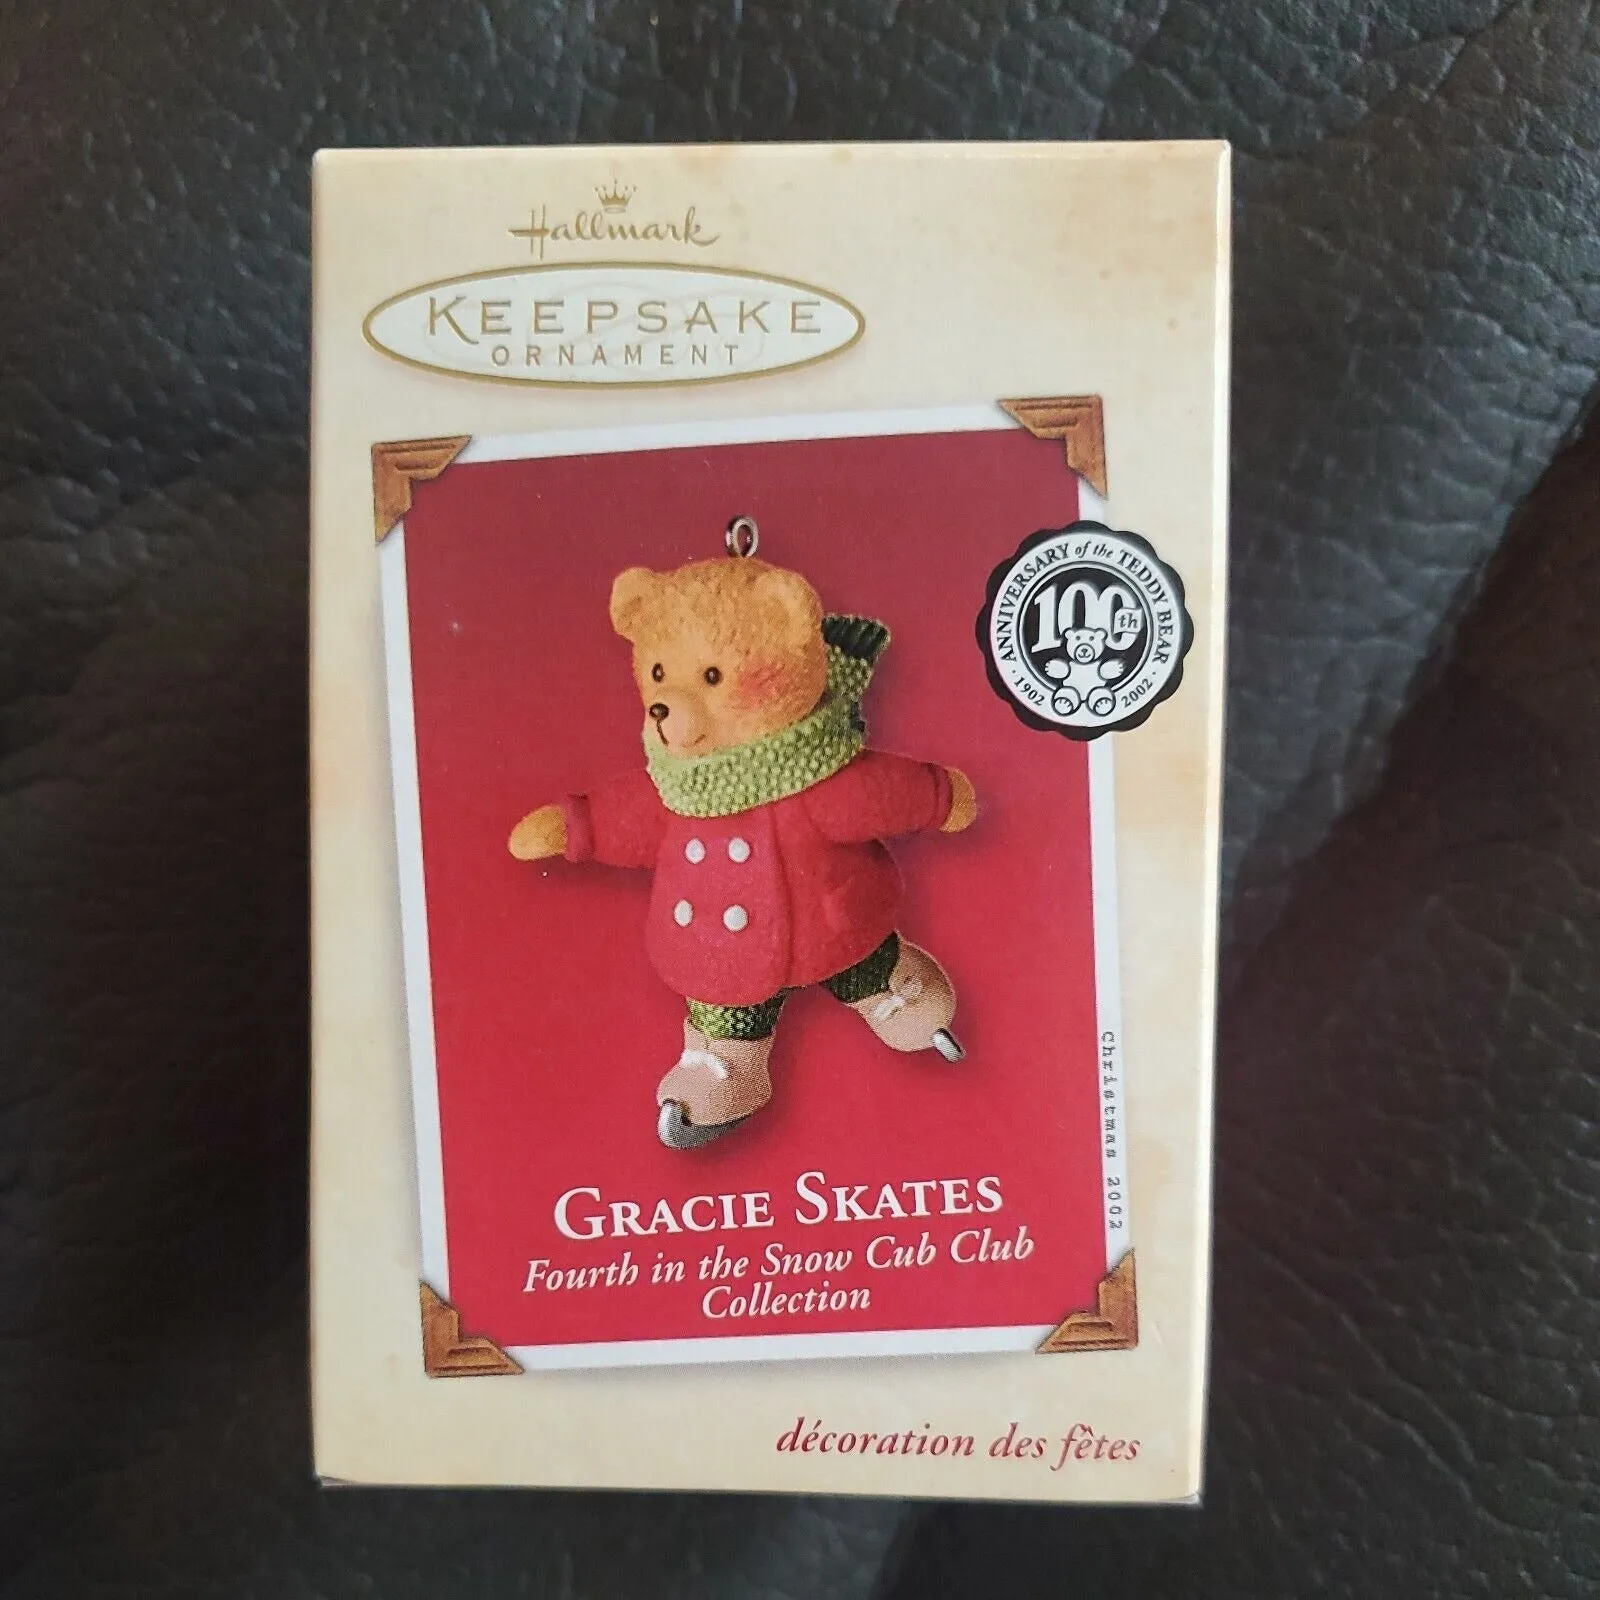 Hallmark
KEEPSAKE
ORNAMENT
ANNIVERSARY of the TEDDY BEAR
100th
· 1902 2002 ·
Christmas 2002
GRACIE SKATES
Fourth in the Snow Cub Club
Collection
décoration des fêtes